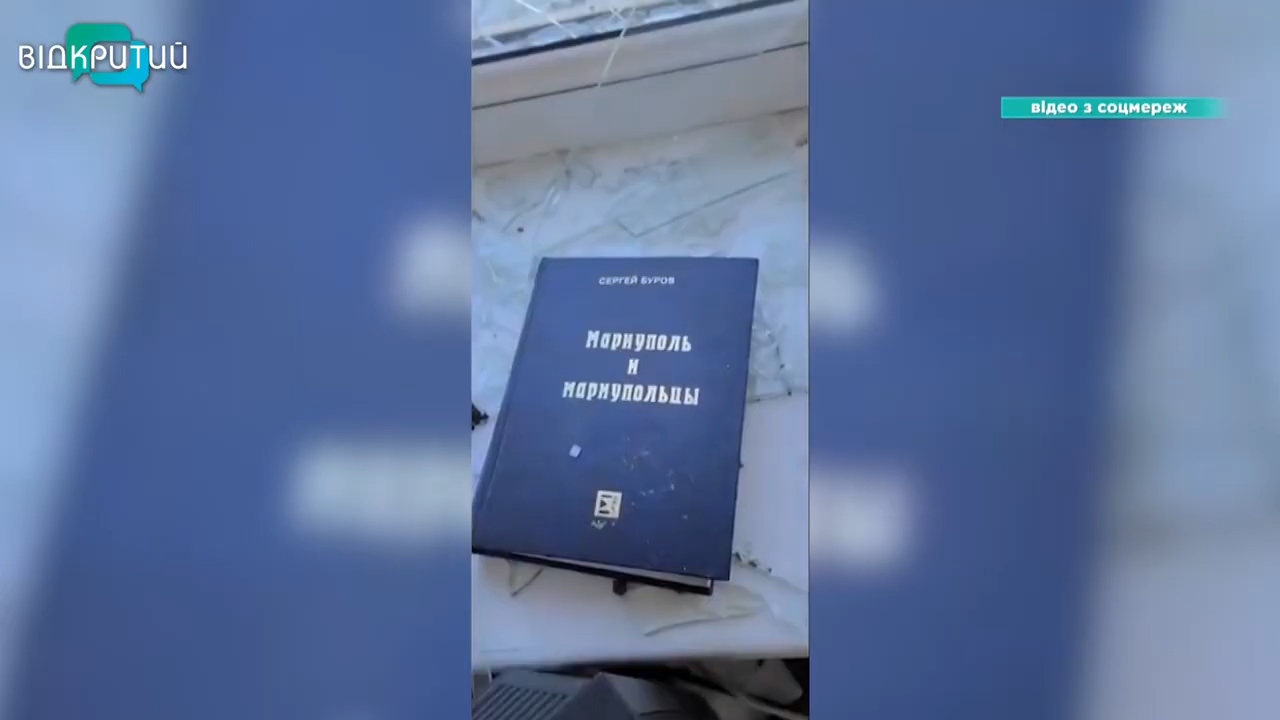 ВІДКРИТИЙ
відео з соцмереж
СЕРГЕЙ БУРОВ
Мариуполь
и
мариупольцы